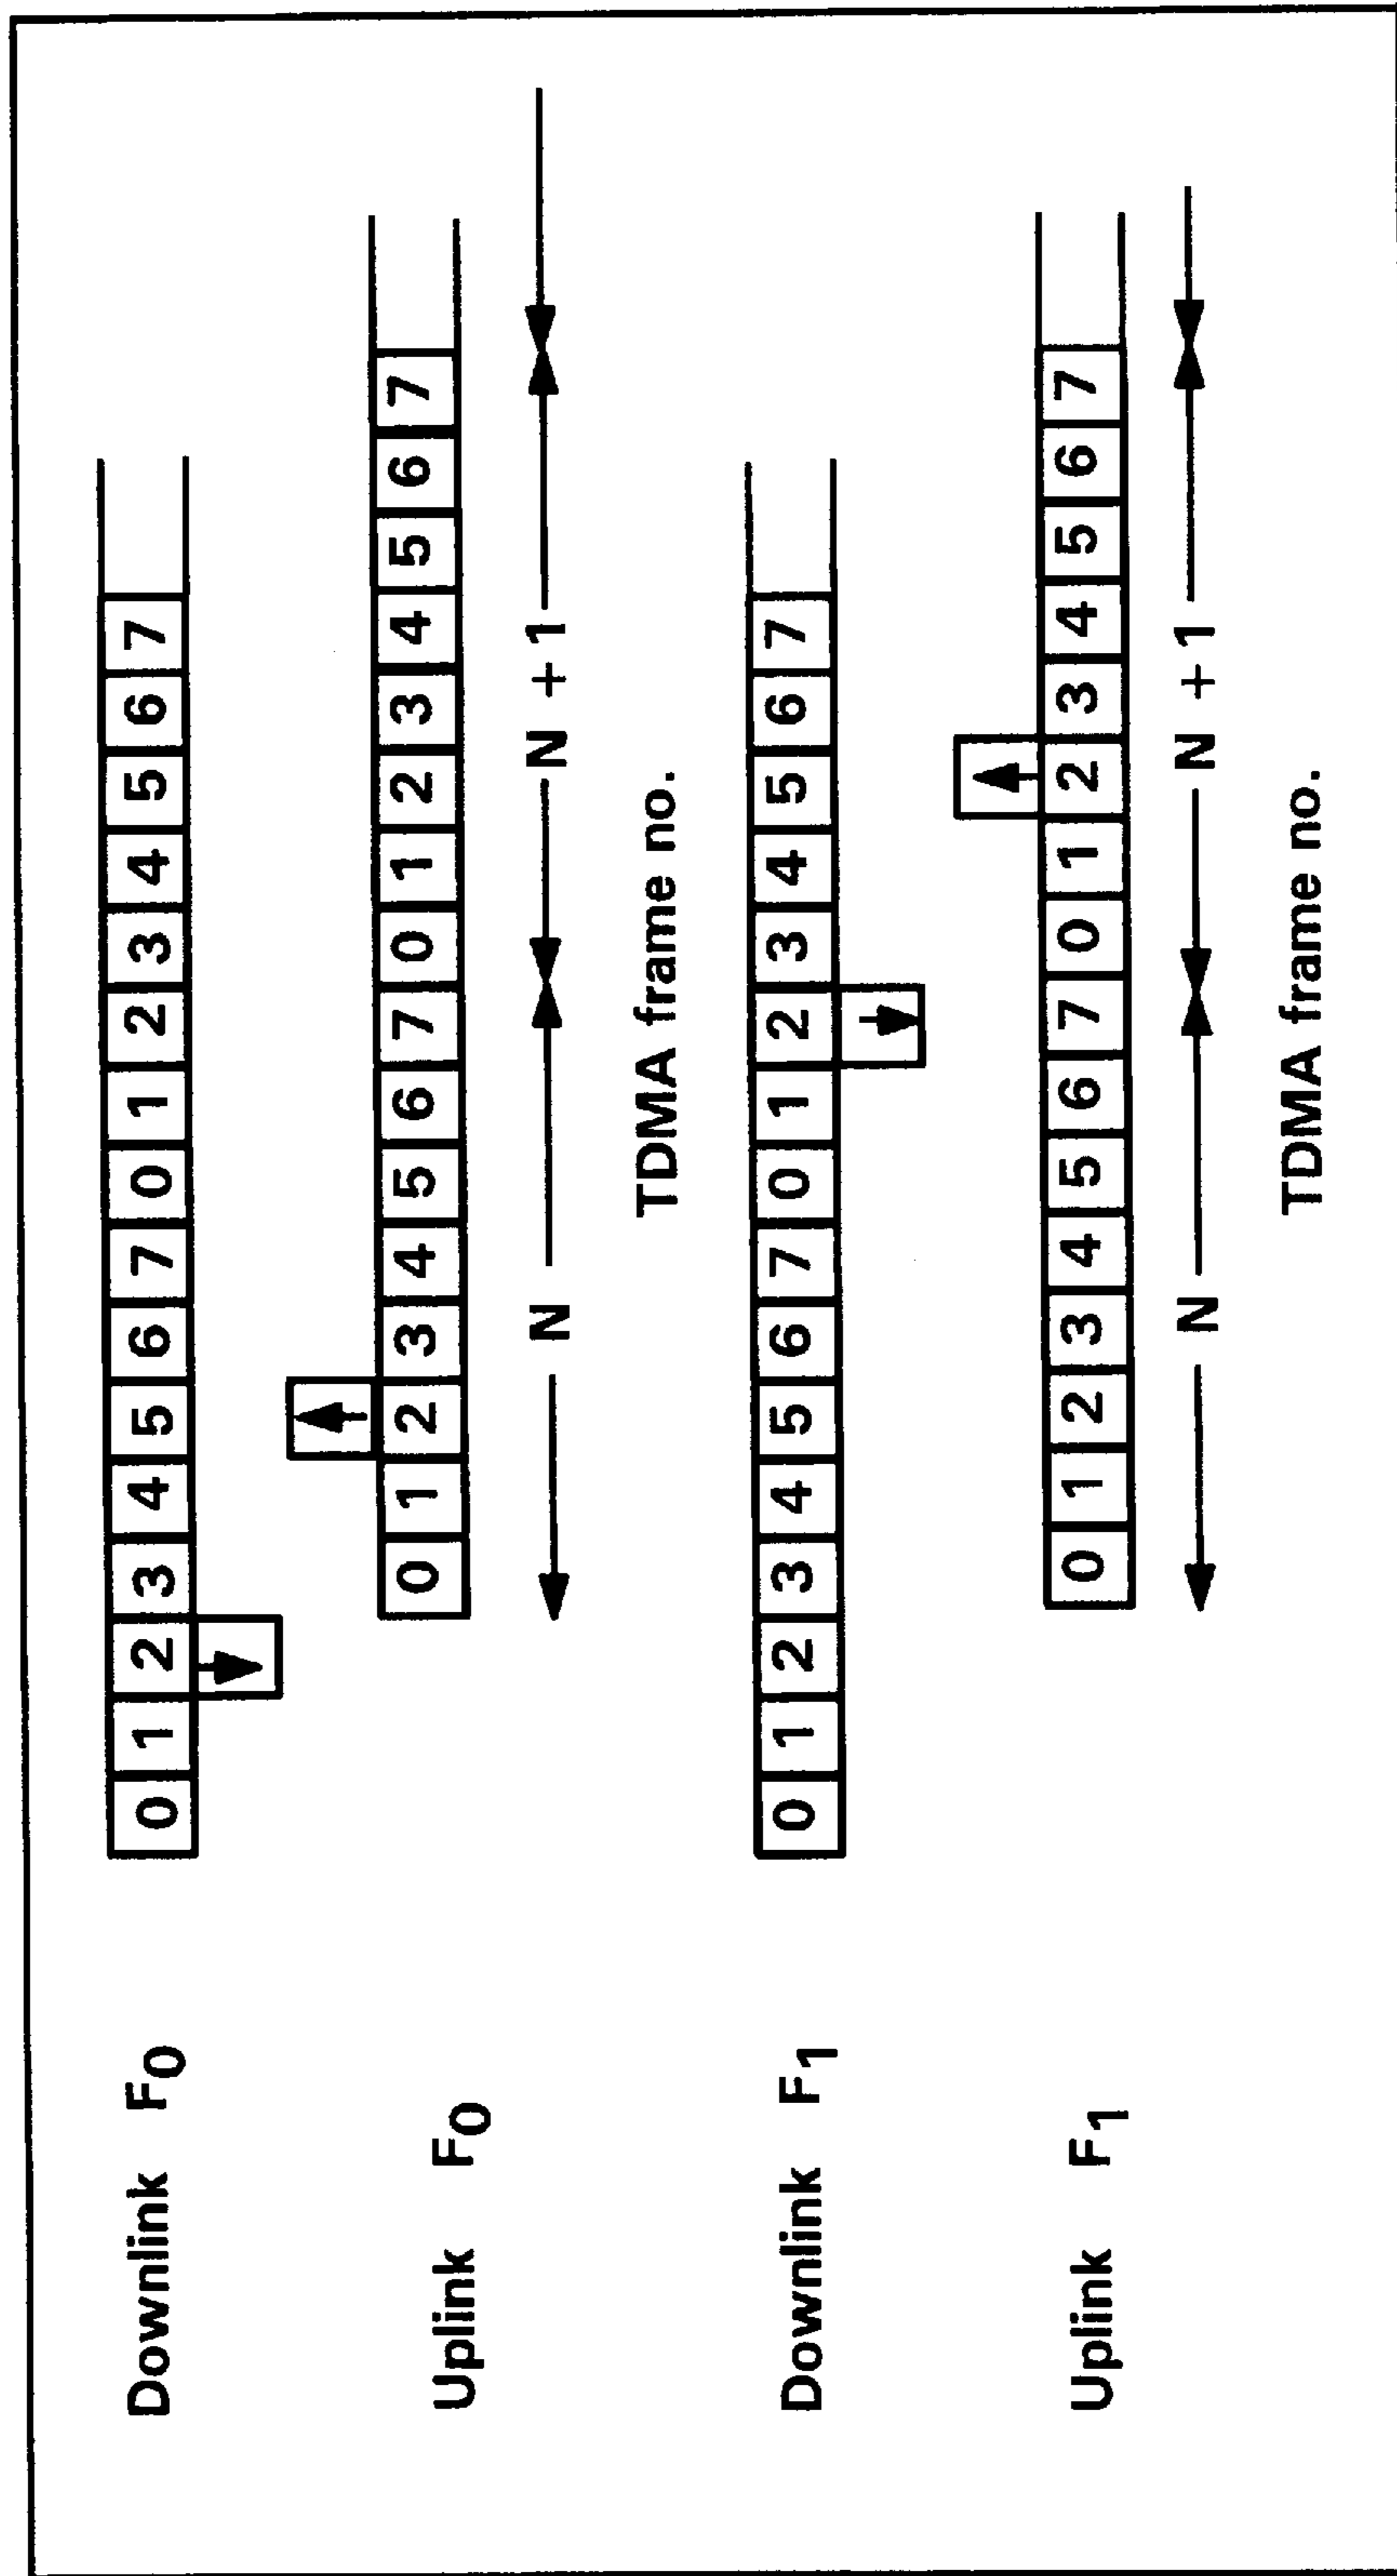 Downlink F0 0 1 2 3 4 5 6 7 0 1 2 3 4 5 6 7
Uplink F0 0 1 2 3 4 5 6 7 0 1 2 3 4 5 6 7
N N + 1
TDMA frame no.
Downlink F1 0 1 2 3 4 5 6 7 0 1 2 3 4 5 6 7
Uplink F1 0 1 2 3 4 5 6 7 0 1 2 3 4 5 6 7
N N + 1
TDMA frame no.